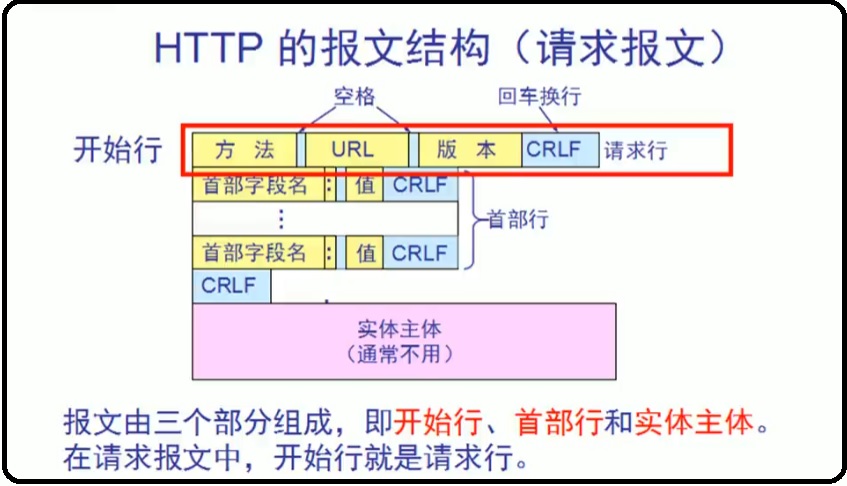 HTTP 的报文结构（请求报文）
空格
回车换行
开始行
方 法 URL 版 本 CRLF 请求行
首部字段名 : 值 CRLF
⋮
首部行
首部字段名 : 值 CRLF
CRLF
实体主体
（通常不用）
报文由三个部分组成，即开始行、首部行和实体主体。
在请求报文中，开始行就是请求行。